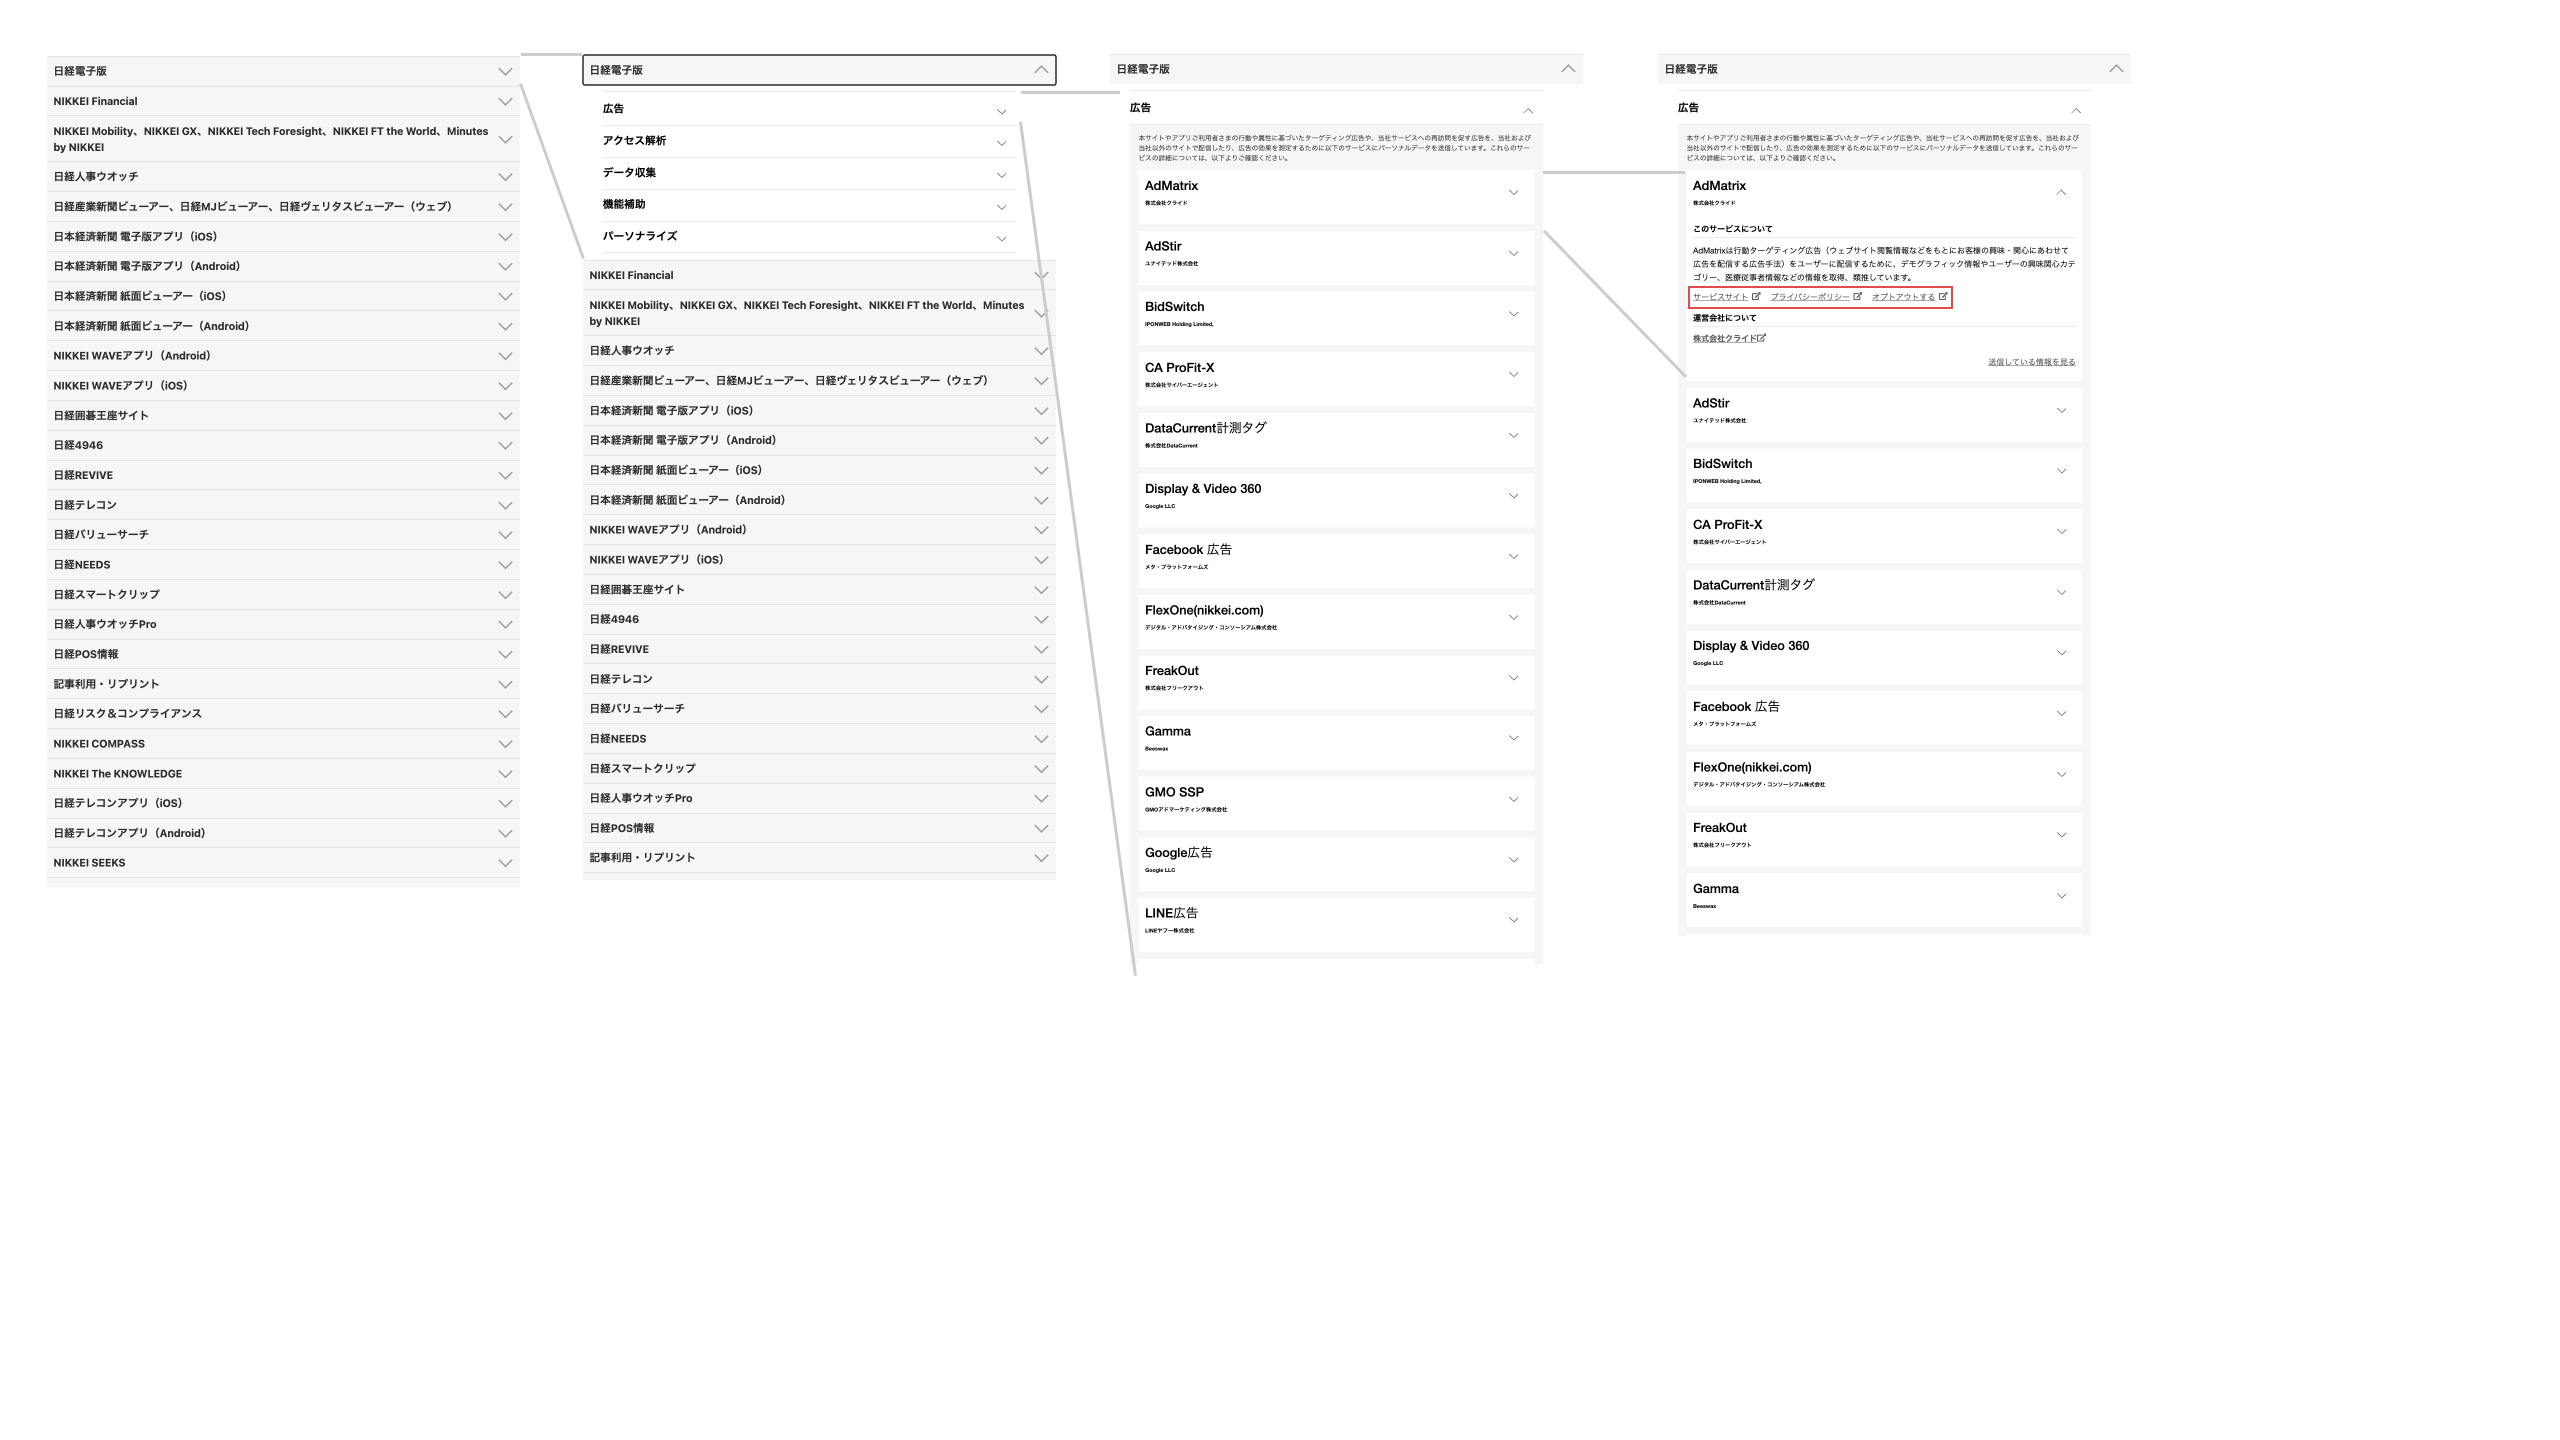 日経電子版
NIKKEI Financial
NIKKEI Mobility、NIKKEI GX、NIKKEI Tech Foresight、NIKKEI FT the World、Minutes
by NIKKEI
日経人事ウオッチ
日経産業新聞ビューアー、日経MJビューアー、日経ヴェリタスビューアー（ウェブ）
日本経済新聞 電子版アプリ（iOS）
日本経済新聞 電子版アプリ（Android）
日本経済新聞 紙面ビューアー（iOS）
日本経済新聞 紙面ビューアー（Android）
NIKKEI WAVEアプリ（Android）
NIKKEI WAVEアプリ（iOS）
日経囲碁王座サイト
日経4946
日経REVIVE
日経テレコン
日経バリューサーチ
日経NEEDS
日経スマートクリップ
日経人事ウオッチPro
日経POS情報
記事利用・リプリント
日経リスク＆コンプライアンス
NIKKEI COMPASS
NIKKEI The KNOWLEDGE
日経テレコンアプリ（iOS）
日経テレコンアプリ（Android）
NIKKEI SEEKS
日経電子版
広告
アクセス解析
データ収集
機能補助
パーソナライズ
NIKKEI Financial
NIKKEI Mobility、NIKKEI GX、NIKKEI Tech Foresight、NIKKEI FT the World、Minutes
by NIKKEI
日経人事ウオッチ
日経産業新聞ビューアー、日経MJビューアー、日経ヴェリタスビューアー（ウェブ）
日本経済新聞 電子版アプリ（iOS）
日本経済新聞 電子版アプリ（Android）
日本経済新聞 紙面ビューアー（iOS）
日本経済新聞 紙面ビューアー（Android）
NIKKEI WAVEアプリ（Android）
NIKKEI WAVEアプリ（iOS）
日経囲碁王座サイト
日経4946
日経REVIVE
日経テレコン
日経バリューサーチ
日経NEEDS
日経スマートクリップ
日経人事ウオッチPro
日経POS情報
記事利用・リプリント
日経電子版
広告
本サイトやアプリご利用者さまの行動や属性に基づいたターゲティング広告や、当社サービスへの再訪問を促す広告を、当社および
当社以外のサイトで配信したり、広告の効果を測定するために以下のサービスにパーソナルデータを送信しています。これらのサー
ビスの詳細については、以下よりご確認ください。
AdMatrix
株式会社クライド
AdStir
ユナイテッド株式会社
BidSwitch
IPONWEB Holding Limited,
CA ProFit-X
株式会社サイバーエージェント
DataCurrent計測タグ
株式会社DataCurrent
Display & Video 360
Google LLC
Facebook 広告
メタ・プラットフォームズ
FlexOne(nikkei.com)
デジタル・アドバタイジング・コンソーシアム株式会社
FreakOut
株式会社フリークアウト
Gamma
Beeswax
GMO SSP
GMOアドマーケティング株式会社
Google広告
Google LLC
LINE広告
LINEヤフー株式会社
日経電子版
広告
本サイトやアプリご利用者さまの行動や属性に基づいたターゲティング広告や、当社サービスへの再訪問を促す広告を、当社および
当社以外のサイトで配信したり、広告の効果を測定するために以下のサービスにパーソナルデータを送信しています。これらのサー
ビスの詳細については、以下よりご確認ください。
AdMatrix
株式会社クライド
このサービスについて
AdMatrixは行動ターゲティング広告（ウェブサイト閲覧情報などをもとにお客様の興味・関心にあわせて
広告を配信する広告手法）をユーザーに配信するために、デモグラフィック情報やユーザーの興味関心カテ
ゴリー、医療従事者情報などの情報を取得、類推しています。
サービスサイト プライバシーポリシー オプトアウトする
運営会社について
株式会社クライド
送信している情報を見る
AdStir
ユナイテッド株式会社
BidSwitch
IPONWEB Holding Limited,
CA ProFit-X
株式会社サイバーエージェント
DataCurrent計測タグ
株式会社DataCurrent
Display & Video 360
Google LLC
Facebook 広告
メタ・プラットフォームズ
FlexOne(nikkei.com)
デジタル・アドバタイジング・コンソーシアム株式会社
FreakOut
株式会社フリークアウト
Gamma
Beeswax